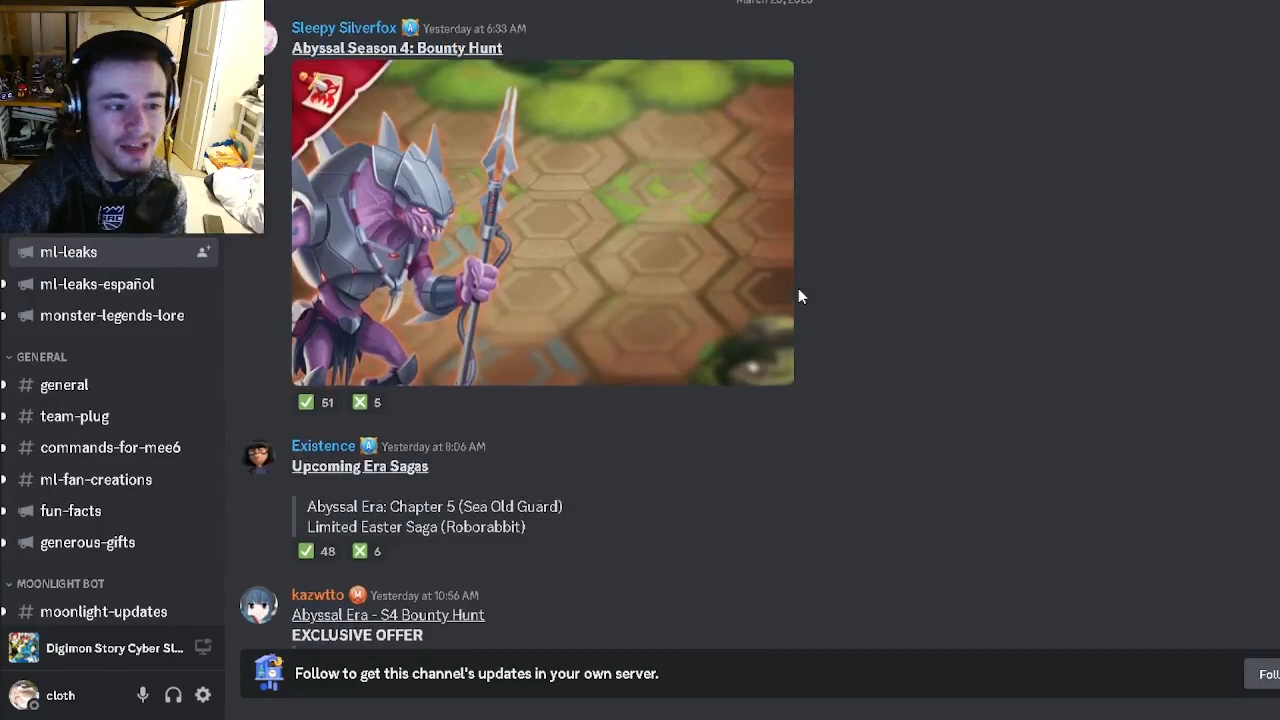 Sleepy Silverfox Yesterday at 6:33 AM
Abyssal Season 4: Bounty Hunt
51 5
ml-leaks
ml-leaks-español
monster-legends-lore
GENERAL
general
team-plug
commands-for-mee6
ml-fan-creations
fun-facts
generous-gifts
MOONLIGHT BOT
moonlight-updates
Digimon Story Cyber Sl...
cloth
Existence Yesterday at 8:06 AM
Upcoming Era Sagas
Abyssal Era: Chapter 5 (Sea Old Guard)
Limited Easter Saga (Roborabbit)
48 6
kazwtto Yesterday at 10:56 AM
Abyssal Era - S4 Bounty Hunt
EXCLUSIVE OFFER
Follow to get this channel's updates in your own server.
Foll